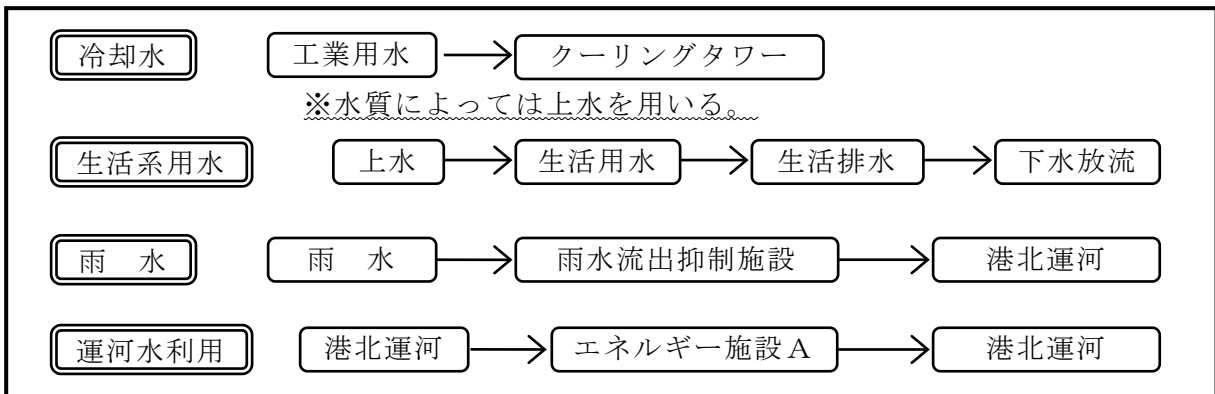 冷却水 工業用水 クーリングタワー
※水質によっては上水を用いる。
生活系用水 上水 生活用水 生活排水 下水放流
雨　水 雨　水 雨水流出抑制施設 港北運河
運河水利用 港北運河 エネルギー施設Ａ 港北運河